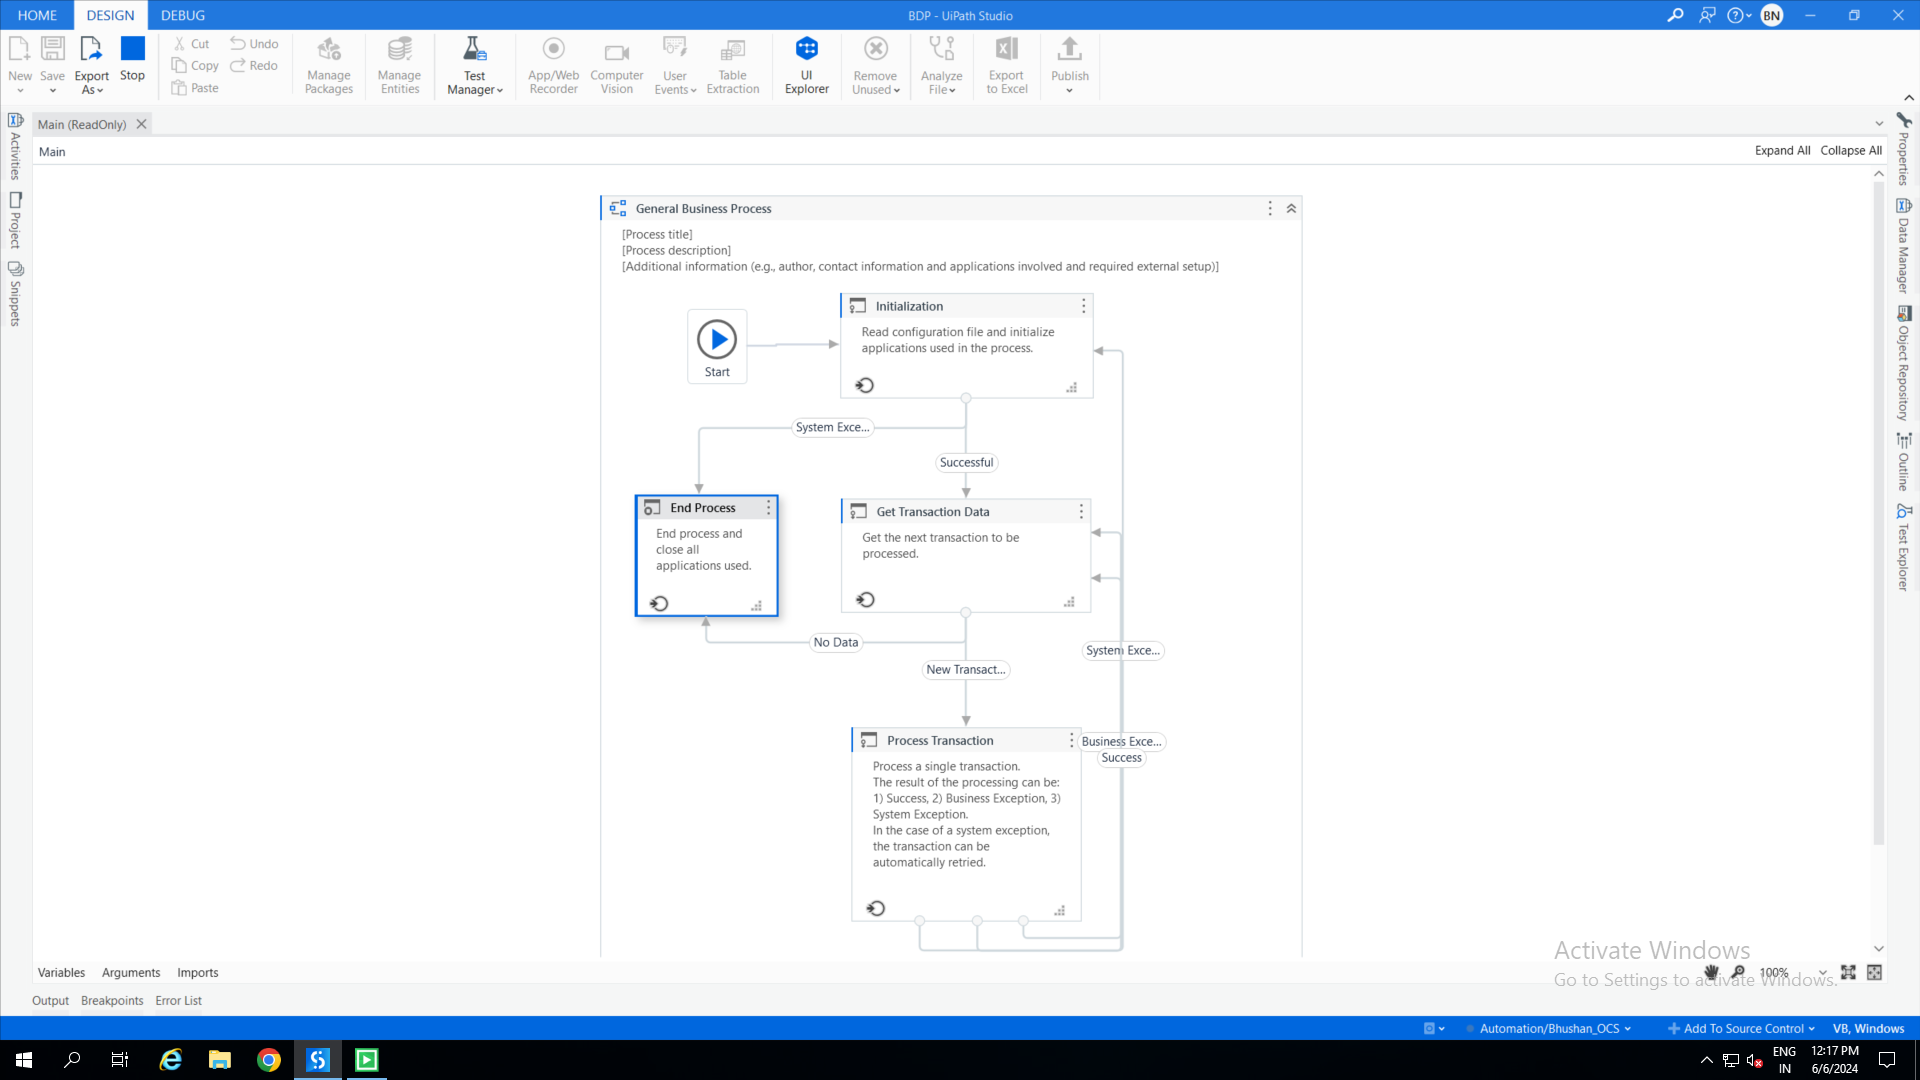 HOME DESIGN DEBUG
BDP - UiPath Studio
BN
New
Save
Export As
Stop
Cut
Copy
Paste
Undo
Redo
Manage Packages
Manage Entities
Test Manager
App/Web Recorder
Computer Vision
User Events
Table Extraction
UI Explorer
Remove Unused
Analyze File
Export to Excel
Publish
Main (ReadOnly)
Main
Expand All Collapse All
Activities
Project
Snippets
Properties
Data Manager
Object Repository
Outline
Test Explorer
General Business Process
[Process title]
[Process description]
[Additional information (e.g., author, contact information and applications involved and required external setup)]
Start
Initialization
Read configuration file and initialize
applications used in the process.
System Exce...
Successful
End Process
End process and
close all
applications used.
Get Transaction Data
Get the next transaction to be
processed.
No Data
New Transact...
System Exce...
Process Transaction
Process a single transaction.
The result of the processing can be:
1) Success, 2) Business Exception, 3)
System Exception.
In the case of a system exception,
the transaction can be
automatically retried.
Business Exce...
Success
Activate Windows
Go to Settings to activate Windows.
Variables Arguments Imports
100%
Output Breakpoints Error List
Automation/Bhushan_OCS
Add To Source Control
VB, Windows
ENG
IN
12:17 PM
6/6/2024